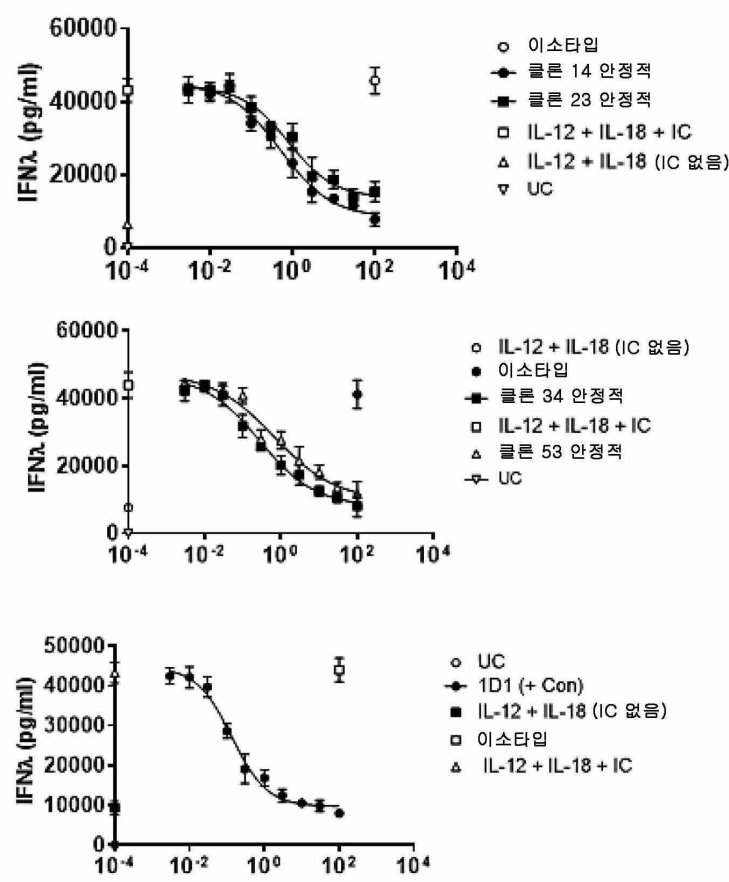 60000
40000
20000
0
IFNλ (pg/ml)
10-4
10-2
100
102
104
이소타입
클론 14 안정적
클론 23 안정적
IL-12 + IL-18 + IC
IL-12 + IL-18 (IC 없음)
UC
60000
40000
20000
0
IFNλ (pg/ml)
10-4
10-2
100
102
104
IL-12 + IL-18 (IC 없음)
이소타입
클론 34 안정적
IL-12 + IL-18 + IC
클론 53 안정적
UC
50000
40000
30000
20000
10000
0
IFNλ (pg/ml)
10-4
10-2
100
102
104
UC
1D1 (+ Con)
IL-12 + IL-18 (IC 없음)
이소타입
IL-12 + IL-18 + IC